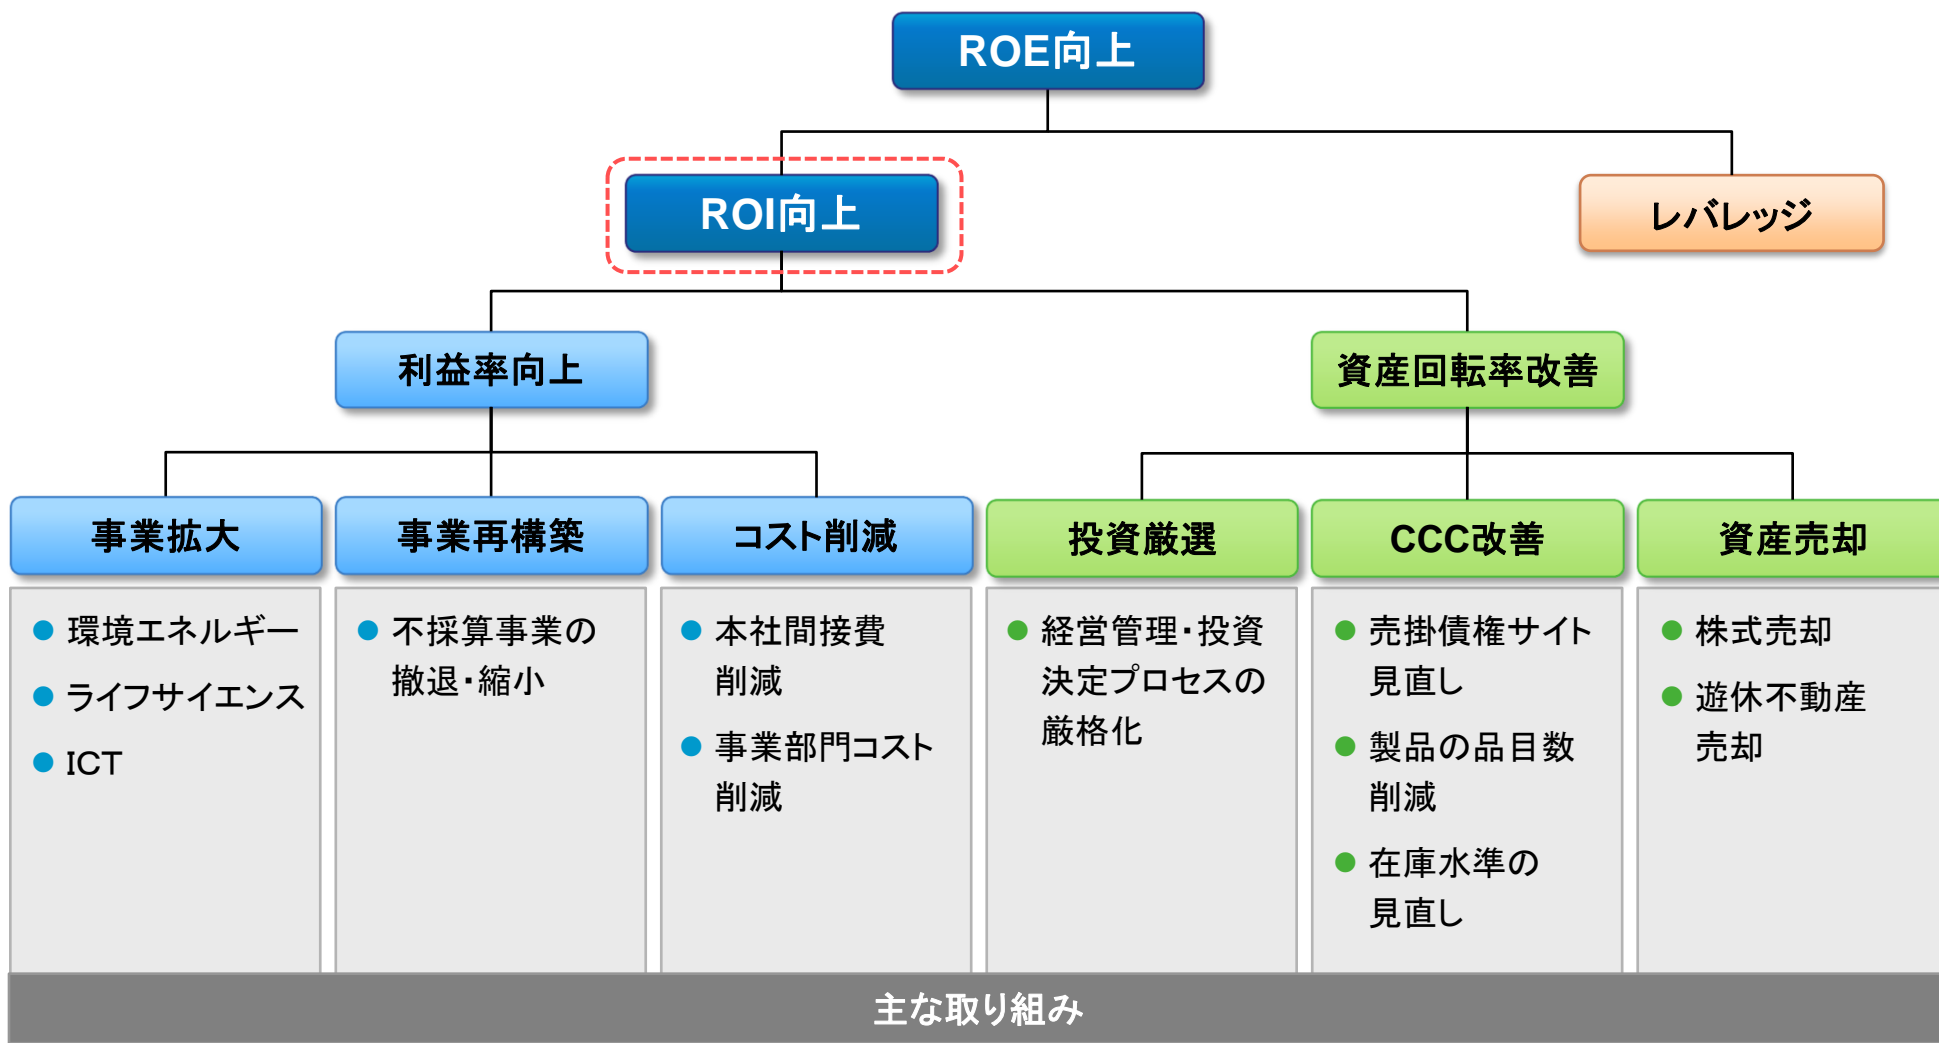 ROE向上
ROI向上
レバレッジ
利益率向上
資産回転率改善
事業拡大
事業再構築
コスト削減
投資厳選
CCC改善
資産売却
環境エネルギー
ライフサイエンス
ICT
不採算事業の
撤退・縮小
本社間接費
削減
事業部門コスト
削減
経営管理・投資
決定プロセスの
厳格化
売掛債権サイト
見直し
製品の品目数
削減
在庫水準の
見直し
株式売却
遊休不動産
売却
主な取り組み